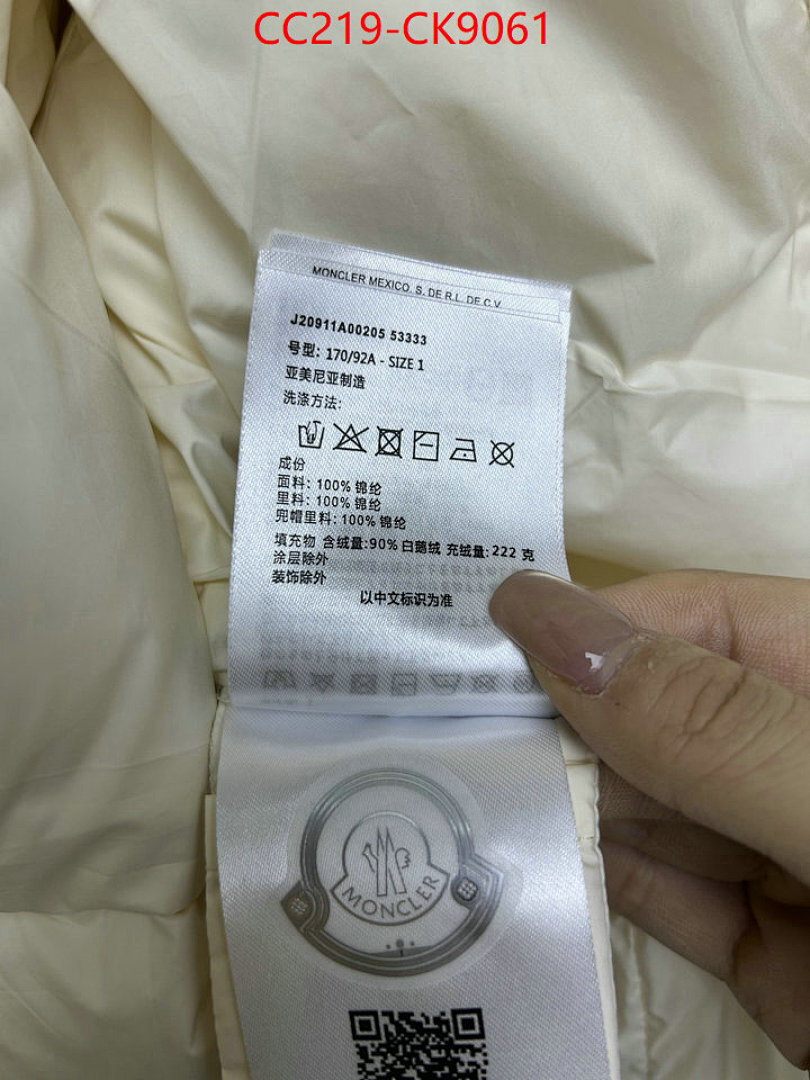 CC219-CK9061
MONCLER MEXICO. S. DE R.L. DE C.V.
J20911A00205 53333
号型: 170/92A - SIZE 1
亚美尼亚制造
洗涤方法:
成份
面料: 100% 锦纶
里料: 100% 锦纶
兜帽里料: 100% 锦纶
填充物 含绒量: 90% 白鹅绒 充绒量: 222 克
涂层除外
装饰除外
以中文标识为准
MONCLER